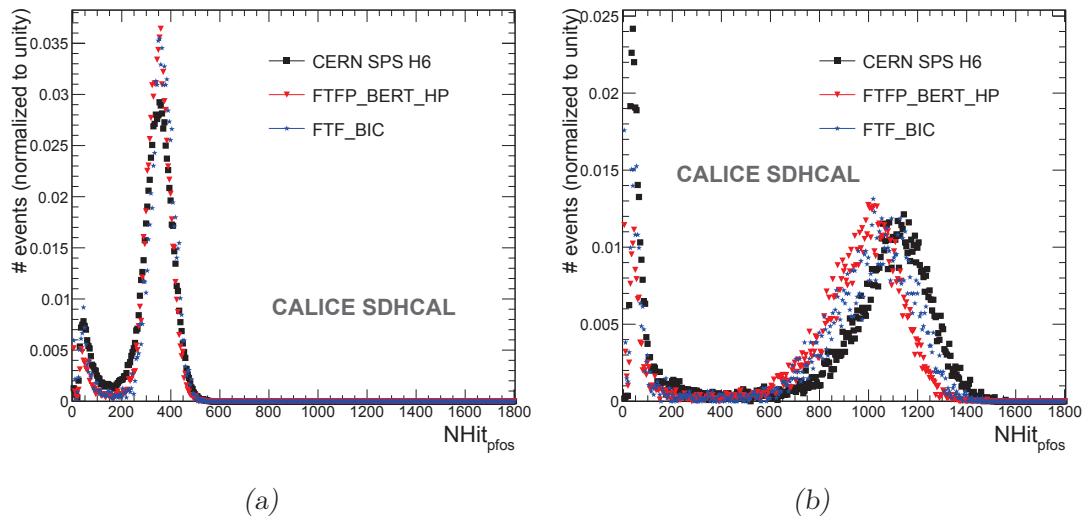 # events (normalized to unity)
0.035
0.03
0.025
0.02
0.015
0.01
0.005
0
0 200 400 600 800 1000 1200 1400 1600 1800
NHit_pfos
CERN SPS H6
FTFP_BERT_HP
FTF_BIC
CALICE SDHCAL
(a)
# events (normalized to unity)
0.025
0.02
0.015
0.01
0.005
0
0 200 400 600 800 1000 1200 1400 1600 1800
NHit_pfos
CERN SPS H6
FTFP_BERT_HP
FTF_BIC
CALICE SDHCAL
(b)